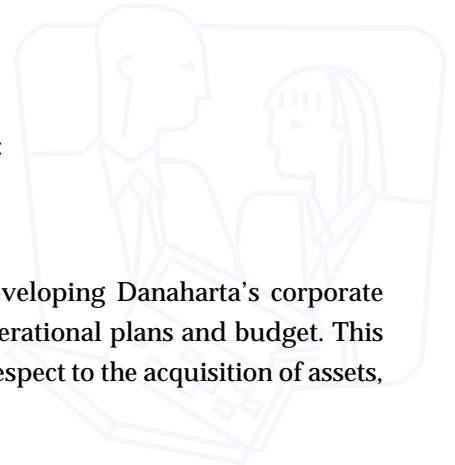 :
veloping Danaharta's corporate
erational plans and budget. This
espect to the acquisition of assets,